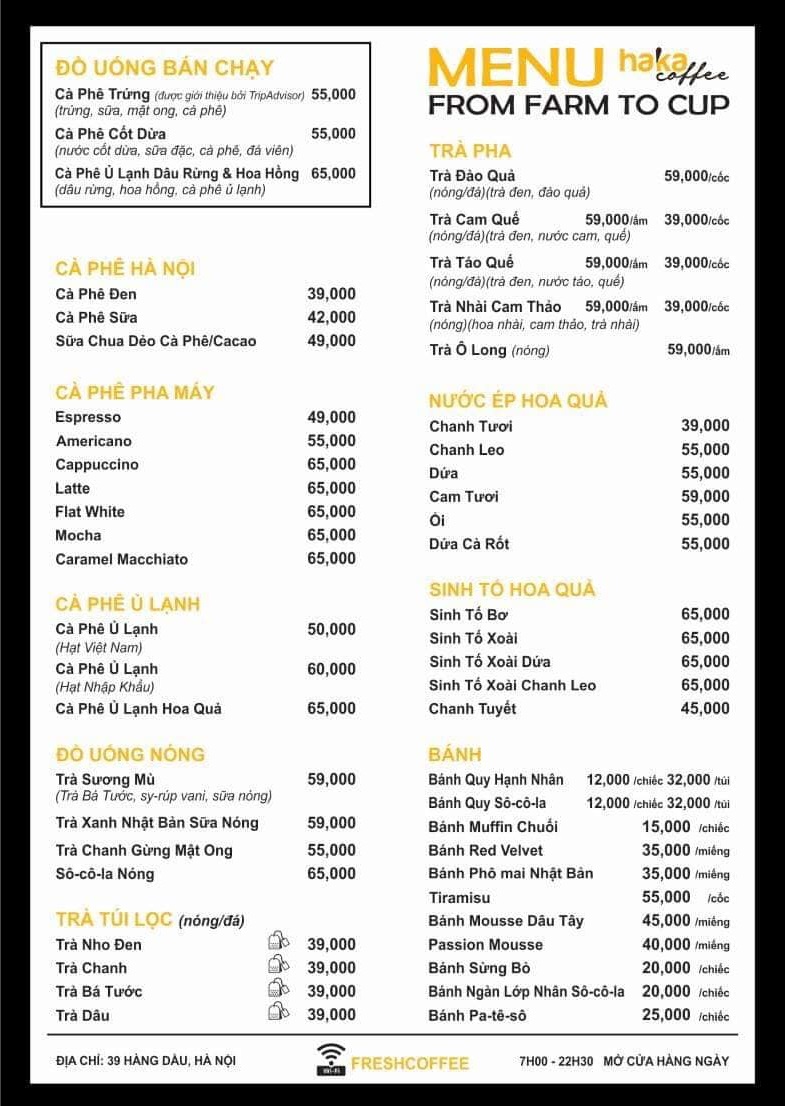 ĐỒ UỐNG BÁN CHẠY
Cà Phê Trứng (được giới thiệu bởi TripAdvisor) 55,000
(trứng, sữa, mật ong, cà phê)
Cà Phê Cốt Dừa 55,000
(nước cốt dừa, sữa đặc, cà phê, đá viên)
Cà Phê Ủ Lạnh Dâu Rừng & Hoa Hồng 65,000
(dâu rừng, hoa hồng, cà phê ủ lạnh)
CÀ PHÊ HÀ NỘI
Cà Phê Đen 39,000
Cà Phê Sữa 42,000
Sữa Chua Dẻo Cà Phê/Cacao 49,000
CÀ PHÊ PHA MÁY
Espresso 49,000
Americano 55,000
Cappuccino 65,000
Latte 65,000
Flat White 65,000
Mocha 65,000
Caramel Macchiato 65,000
CÀ PHÊ Ủ LẠNH
Cà Phê Ủ Lạnh 50,000
(Hạt Việt Nam)
Cà Phê Ủ Lạnh 60,000
(Hạt Nhập Khẩu)
Cà Phê Ủ Lạnh Hoa Quả 65,000
ĐỒ UỐNG NÓNG
Trà Sương Mù 59,000
(Trà Bá Tước, sy-rúp vani, sữa nóng)
Trà Xanh Nhật Bản Sữa Nóng 59,000
Trà Chanh Gừng Mật Ong 55,000
Sô-cô-la Nóng 65,000
TRÀ TÚI LỌC (nóng/đá)
Trà Nho Đen 39,000
Trà Chanh 39,000
Trà Bá Tước 39,000
Trà Dâu 39,000
MENU haka coffee
FROM FARM TO CUP
TRÀ PHA
Trà Đào Quả 59,000/cốc
(nóng/đá)(trà đen, đào quả)
Trà Cam Quế 59,000/ấm 39,000/cốc
(nóng/đá)(trà đen, nước cam, quế)
Trà Táo Quế 59,000/ấm 39,000/cốc
(nóng/đá)(trà đen, nước táo, quế)
Trà Nhài Cam Thảo 59,000/ấm 39,000/cốc
(nóng)(hoa nhài, cam thảo, trà nhài)
Trà Ô Long (nóng) 59,000/ấm
NƯỚC ÉP HOA QUẢ
Chanh Tươi 39,000
Chanh Leo 55,000
Dứa 55,000
Cam Tươi 59,000
Ổi 55,000
Dứa Cà Rốt 55,000
SINH TỐ HOA QUẢ
Sinh Tố Bơ 65,000
Sinh Tố Xoài 65,000
Sinh Tố Xoài Dứa 65,000
Sinh Tố Xoài Chanh Leo 65,000
Chanh Tuyết 45,000
BÁNH
Bánh Quy Hạnh Nhân 12,000 /chiếc 32,000 /túi
Bánh Quy Sô-cô-la 12,000 /chiếc 32,000 /túi
Bánh Muffin Chuối 15,000 /chiếc
Bánh Red Velvet 35,000 /miếng
Bánh Phô mai Nhật Bản 35,000 /miếng
Tiramisu 55,000 /cốc
Bánh Mousse Dâu Tây 45,000 /miếng
Passion Mousse 40,000 /miếng
Bánh Sừng Bò 20,000 /chiếc
Bánh Ngàn Lớp Nhân Sô-cô-la 20,000 /chiếc
Bánh Pa-tê-sô 25,000 /chiếc
ĐỊA CHỈ: 39 HÀNG DẦU, HÀ NỘI Wi-Fi FRESHCOFFEE 7H00 - 22H30 MỞ CỬA HÀNG NGÀY